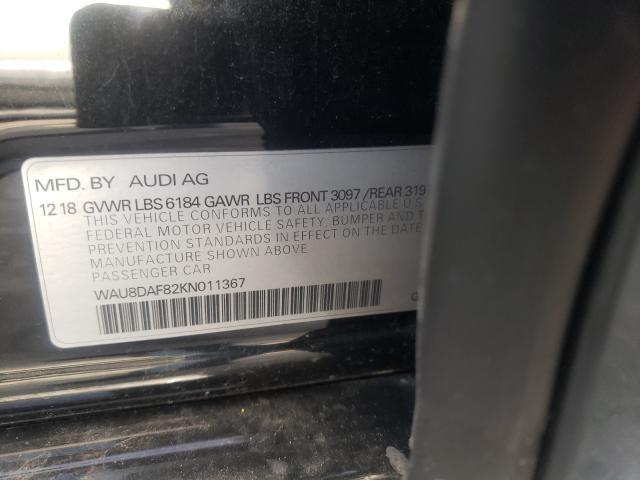 MFD. BY AUDI AG
12 18 GVWR LBS 6184 GAWR LBS FRONT 3097 /REAR 319
THIS VEHICLE CONFORMS TO ALL APPLICABLE U.S
FEDERAL MOTOR VEHICLE SAFETY, BUMPER AND T
PREVENTION STANDARDS IN EFFECT ON THE DATE
MANUFACTURE SHOWN ABOVE
PASSENGER CAR
WAU8DAF82KN011367
G